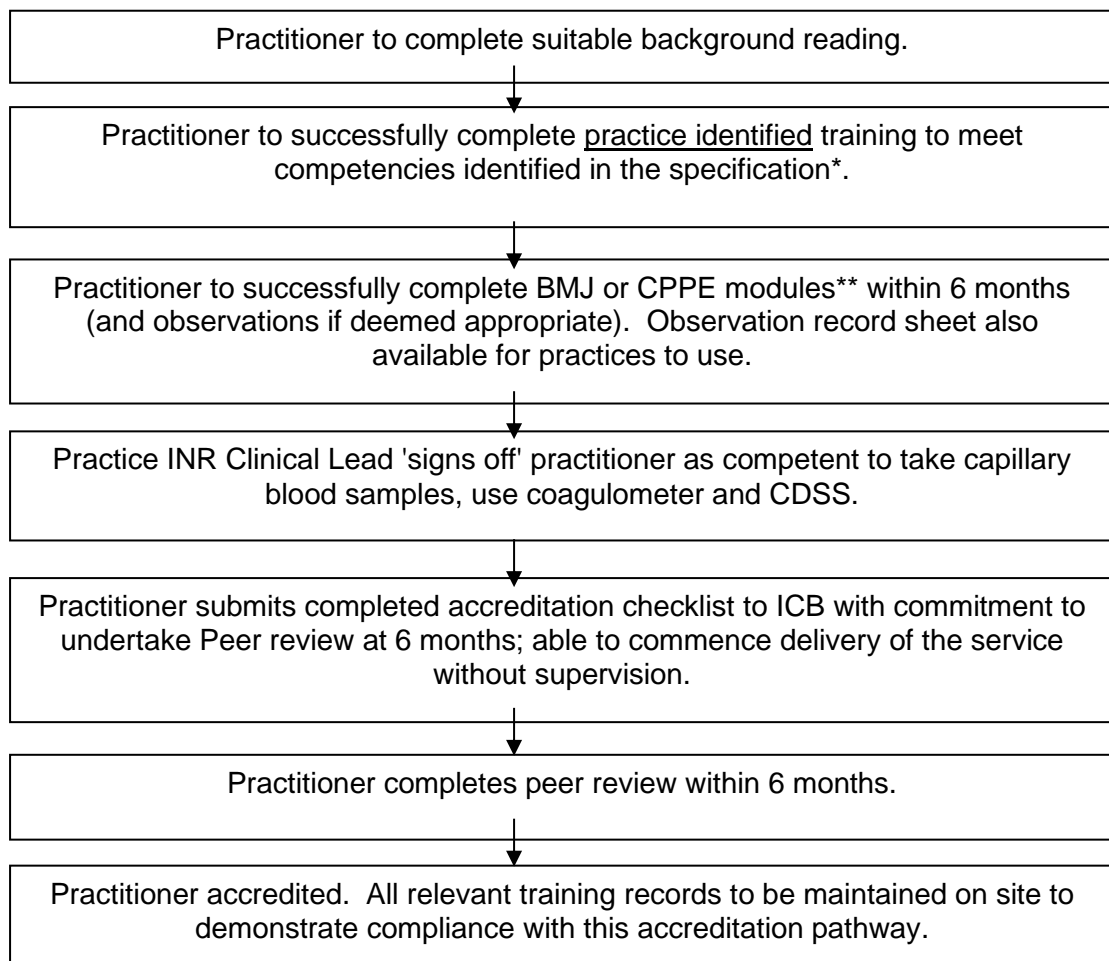 Practitioner to complete suitable background reading.
Practitioner to successfully complete practice identified training to meet
competencies identified in the specification*.
Practitioner to successfully complete BMJ or CPPE modules** within 6 months
(and observations if deemed appropriate).  Observation record sheet also
available for practices to use.
Practice INR Clinical Lead 'signs off' practitioner as competent to take capillary
blood samples, use coagulometer and CDSS.
Practitioner submits completed accreditation checklist to ICB with commitment to
undertake Peer review at 6 months; able to commence delivery of the service
without supervision.
Practitioner completes peer review within 6 months.
Practitioner accredited.  All relevant training records to be maintained on site to
demonstrate compliance with this accreditation pathway.